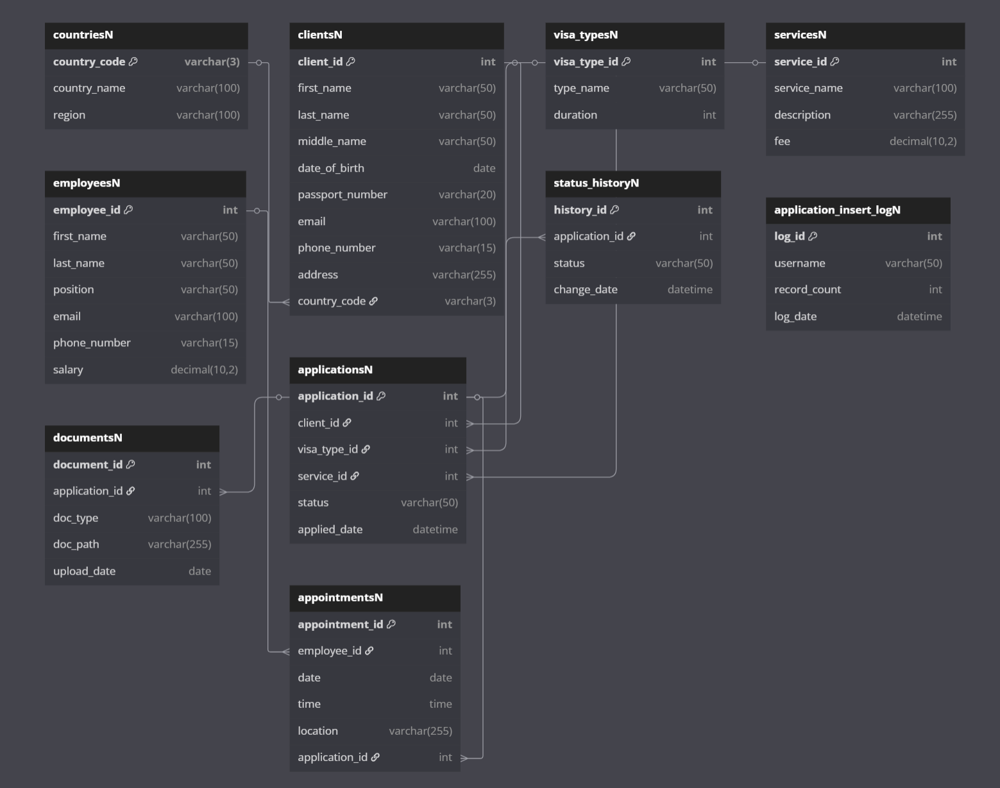 countriesN
country_code varchar(3)
country_name varchar(100)
region varchar(100)
clientsN
client_id int
first_name varchar(50)
last_name varchar(50)
middle_name varchar(50)
date_of_birth date
passport_number varchar(20)
email varchar(100)
phone_number varchar(15)
address varchar(255)
country_code varchar(3)
visa_typesN
visa_type_id int
type_name varchar(50)
duration int
servicesN
service_id int
service_name varchar(100)
description varchar(255)
fee decimal(10,2)
employeesN
employee_id int
first_name varchar(50)
last_name varchar(50)
position varchar(50)
email varchar(100)
phone_number varchar(15)
salary decimal(10,2)
status_historyN
history_id int
application_id int
status varchar(50)
change_date datetime
application_insert_logN
log_id int
username varchar(50)
record_count int
log_date datetime
applicationsN
application_id int
client_id int
visa_type_id int
service_id int
status varchar(50)
applied_date datetime
documentsN
document_id int
application_id int
doc_type varchar(100)
doc_path varchar(255)
upload_date date
appointmentsN
appointment_id int
employee_id int
date date
time time
location varchar(255)
application_id int